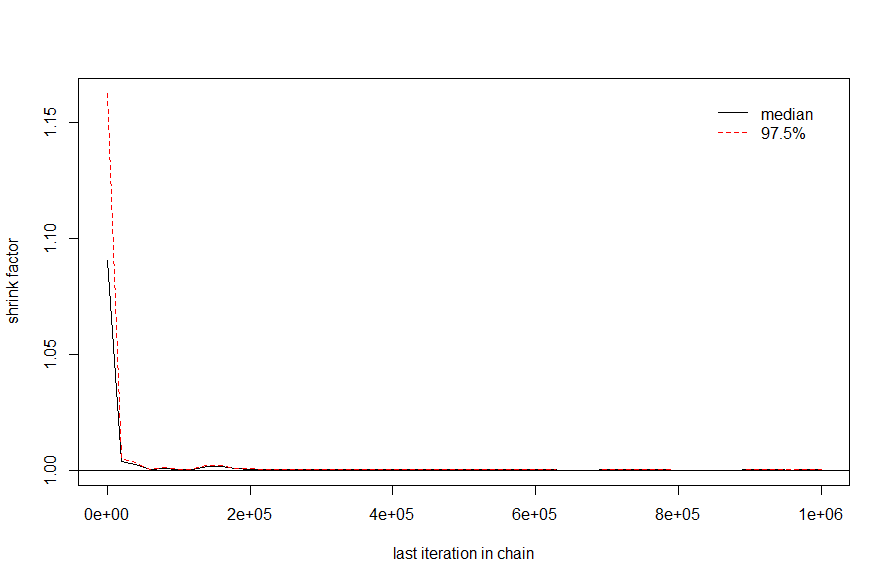 median
97.5%
shrink factor
1.15
1.10
1.05
1.00
0e+00 2e+05 4e+05 6e+05 8e+05 1e+06
last iteration in chain